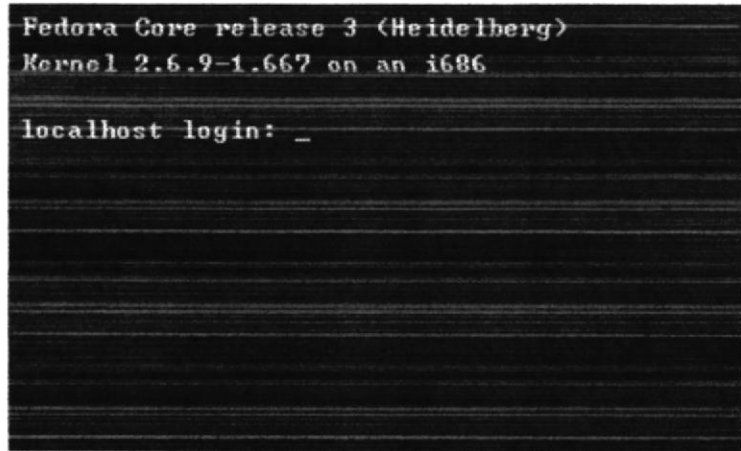 Fedora Core release 3 (Heidelberg)
Kernel 2.6.9-1.667 on an i686
localhost login: _